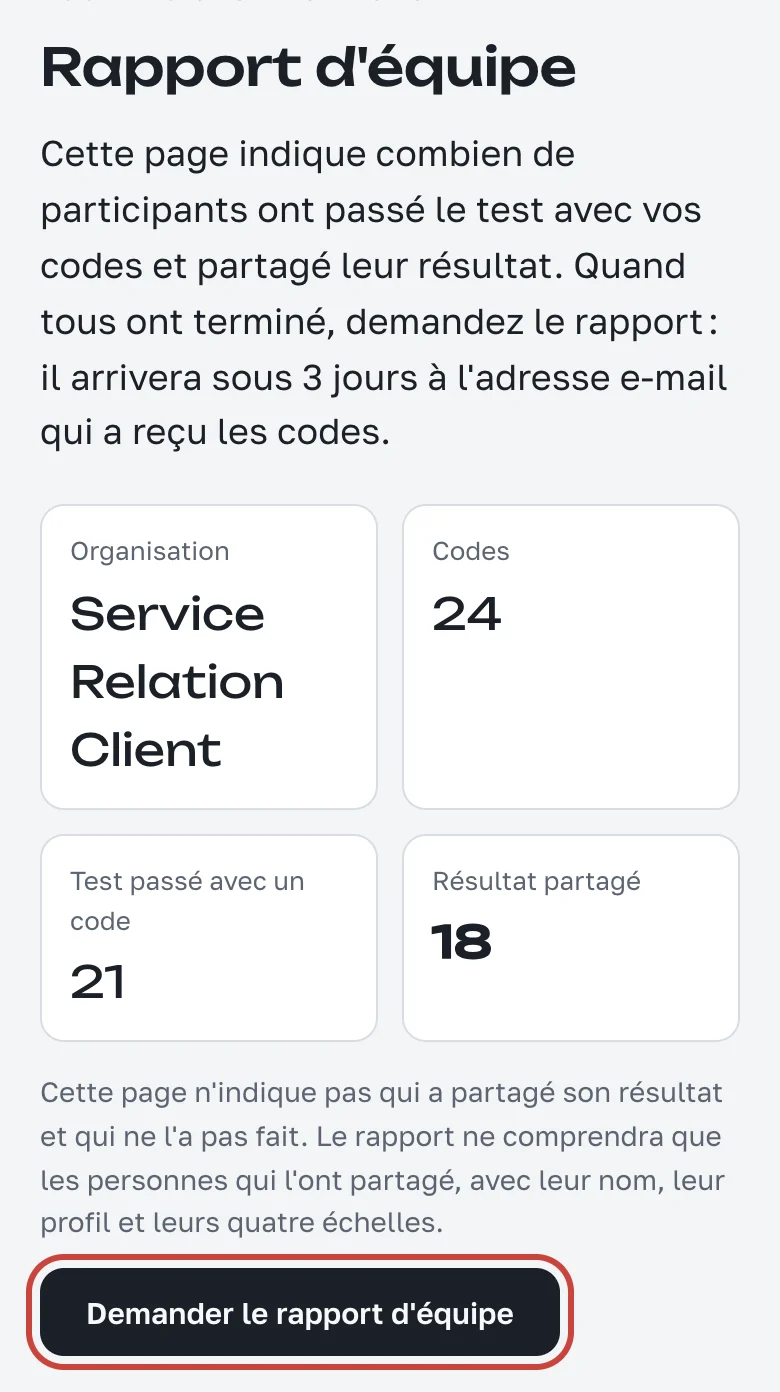 Rapport d'équipe
Cette page indique combien de
participants ont passé le test avec vos
codes et partagé leur résultat. Quand
tous ont terminé, demandez le rapport :
il arrivera sous 3 jours à l'adresse e-mail
qui a reçu les codes.
Organisation
Service
Relation
Client
Codes
24
Test passé avec un
code
21
Résultat partagé
18
Cette page n'indique pas qui a partagé son résultat
et qui ne l'a pas fait. Le rapport ne comprendra que
les personnes qui l'ont partagé, avec leur nom, leur
profil et leurs quatre échelles.
Demander le rapport d'équipe